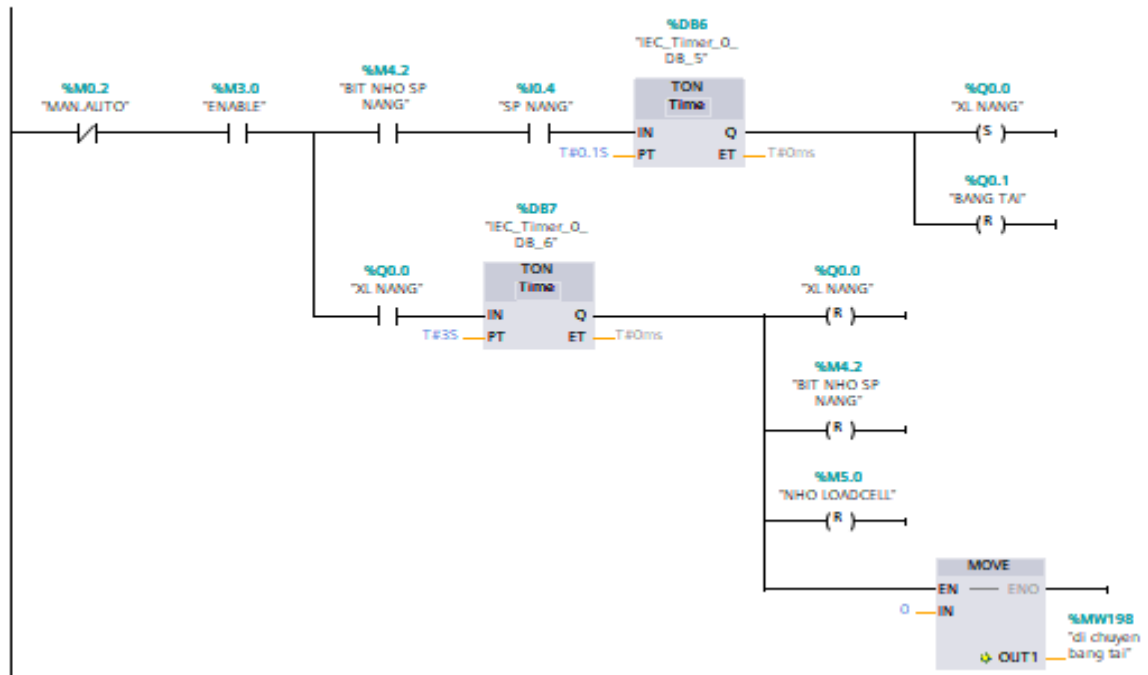 %DB6
"IEC_Timer_0_
DB_5"
%M0.2
"MAN.AUTO"
%M3.0
"ENABLE"
%M4.2
"BIT NHO SP
NANG"
%I0.4
"SP NANG"
TON
Time
IN
Q
T#0.1S
PT
ET
T#0ms
%Q0.0
"XL NANG"
S
%Q0.1
"BANG TAI"
R
%DB7
"IEC_Timer_0_
DB_6"
%Q0.0
"XL NANG"
TON
Time
IN
Q
T#3S
PT
ET
T#0ms
%Q0.0
"XL NANG"
R
%M4.2
"BIT NHO SP
NANG"
R
%M5.0
"NHO LOADCELL"
R
MOVE
EN
ENO
0
IN
OUT1
%MW198
"di chuyen
bang tai"